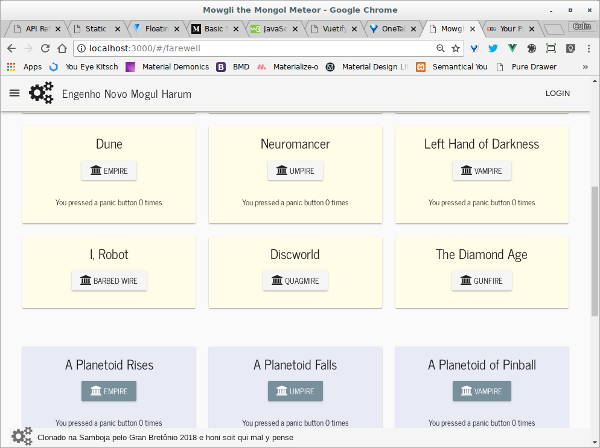 Mowgli the Mongol Meteor - Google Chrome
API Ra
Static
Floatin
Basic
JavaSc
Vuetify
OneTa
Mowgl
Your P
Colin
localhost:3000/#/farewell
Apps
You Eye Kitsch
Material Demonics
BMD
Materialize-o
Material Design Li
Semantical You
Pure Drawer
Engenho Novo Mogul Harum
LOGIN
Dune
Neuromancer
Left Hand of Darkness
EMPIRE
UMPIRE
VAMPIRE
You pressed a panic button 0 times
You pressed a panic button 0 times
You pressed a panic button 0 times
I, Robot
Discworld
The Diamond Age
BARBED WIRE
QUAGMIRE
GUNFIRE
A Planetoid Rises
A Planetoid Falls
A Planetoid of Pinball
EMPIRE
UMPIRE
VAMPIRE
You pressed a panic button 0 times
You pressed a panic button 0 times
You pressed a panic button 0 times
Clonado na Samboja pelo Gran Bretônio 2018 e honi soit qui mal y pense